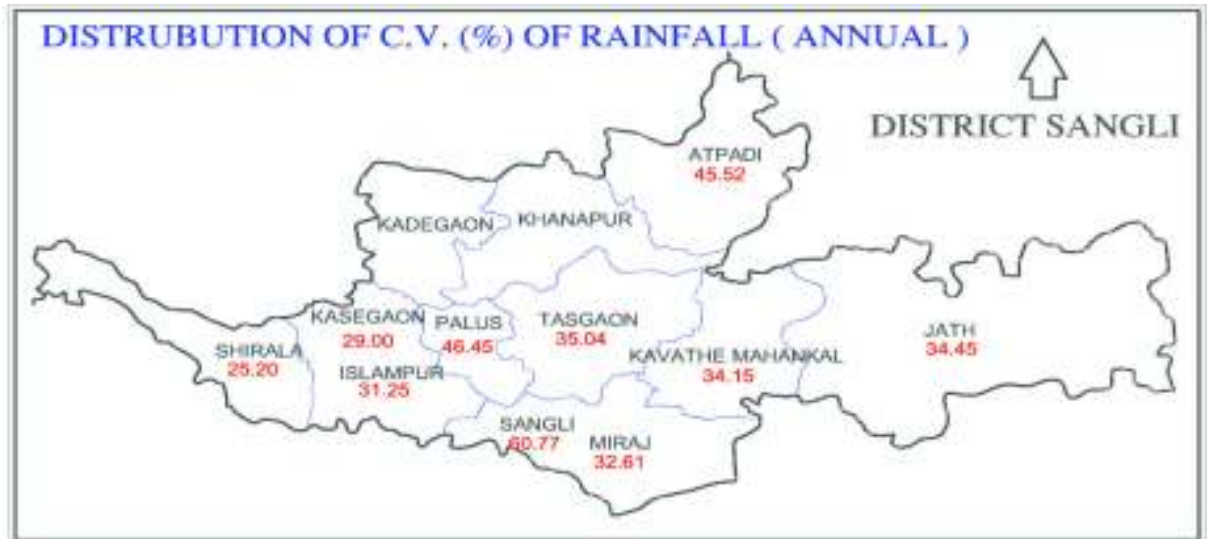 DISTRUBUTION OF C.V. (%) OF RAINFALL ( ANNUAL )
DISTRICT SANGLI
ATPADI
45.52
KADEGAON
KHANAPUR
KASEGAON
29.00
PALUS
46.45
TASGAON
35.04
JATH
34.45
SHIRALA
25.20
ISLAMPUR
31.25
KAVATHE MAHANKAL
34.15
SANGLI
60.77
MIRAJ
32.61